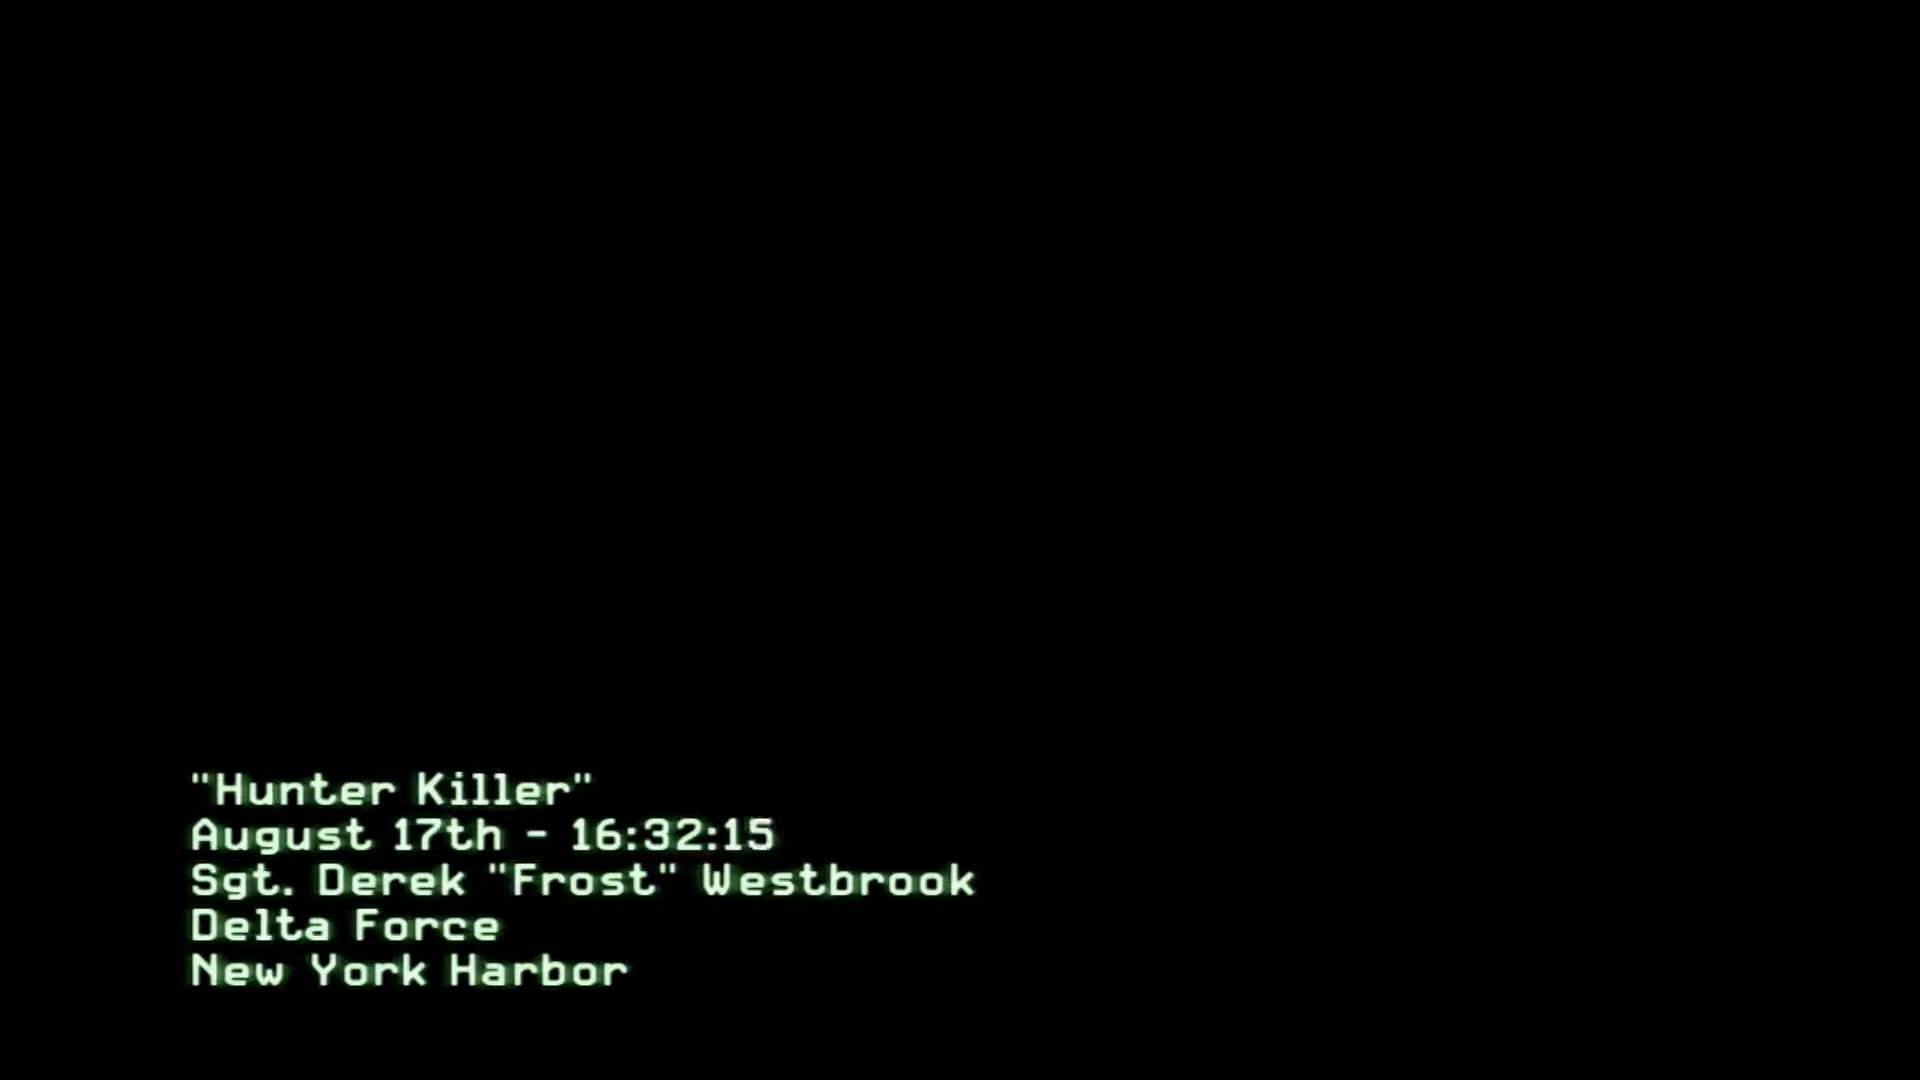 "Hunter Killer"
August 17th - 16:32:15
Sgt. Derek "Frost" Westbrook
Delta Force
New York Harbor